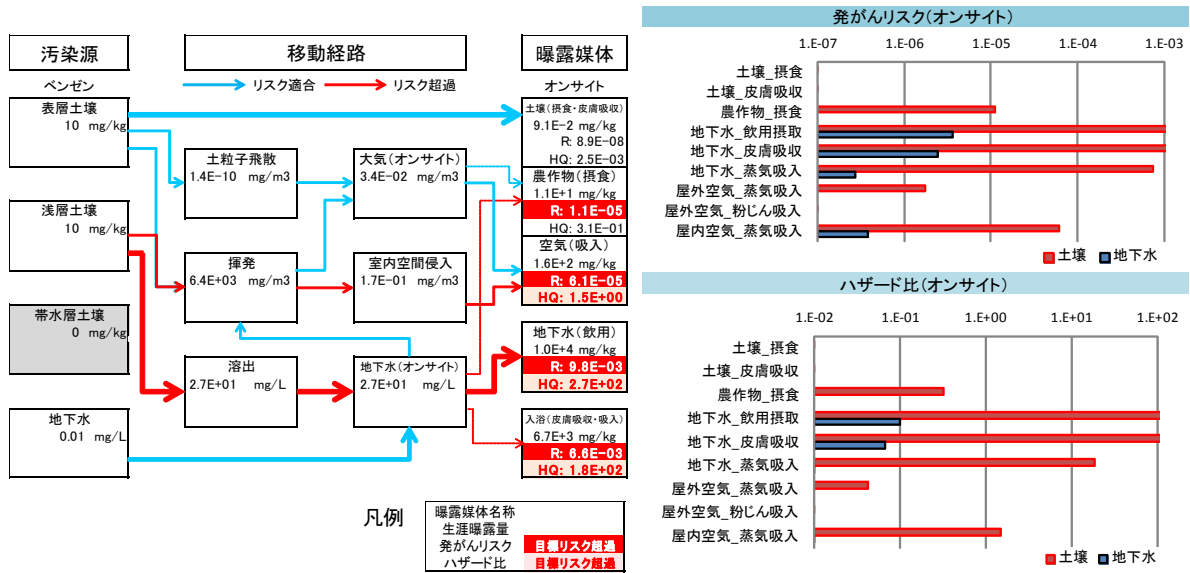 汚染源
移動経路
曝露媒体
ベンゼン
リスク適合
リスク超過
オンサイト
表層土壌
10 mg/kg
土壌(摂食・皮膚吸収)
9.1E-2 mg/kg
R: 8.9E-08
HQ: 2.5E-03
土粒子飛散
1.4E-10 mg/m3
大気(オンサイト)
3.4E-02 mg/m3
農作物(摂食)
1.1E+1 mg/kg
R: 1.1E-05
HQ: 3.1E-01
浅層土壌
10 mg/kg
揮発
6.4E+03 mg/m3
室内空間侵入
1.7E-01 mg/m3
空気(吸入)
1.6E+2 mg/kg
R: 6.1E-05
HQ: 1.5E+00
帯水層土壌
0 mg/kg
溶出
2.7E+01 mg/L
地下水(オンサイト)
2.7E+01 mg/L
地下水(飲用)
1.0E+4 mg/kg
R: 9.8E-03
HQ: 2.7E+02
地下水
0.01 mg/L
入浴(皮膚吸収・吸入)
6.7E+3 mg/kg
R: 6.6E-03
HQ: 1.8E+02
凡例
曝露媒体名称
生涯曝露量
発がんリスク 目標リスク超過
ハザード比 目標リスク超過
発がんリスク(オンサイト)
1.E-07 1.E-06 1.E-05 1.E-04 1.E-03
土壌_摂食
土壌_皮膚吸収
農作物_摂食
地下水_飲用摂取
地下水_皮膚吸収
地下水_蒸気吸入
屋外空気_蒸気吸入
屋外空気_粉じん吸入
屋内空気_蒸気吸入
土壌 地下水
ハザード比(オンサイト)
1.E-02 1.E-01 1.E+00 1.E+01 1.E+02
土壌_摂食
土壌_皮膚吸収
農作物_摂食
地下水_飲用摂取
地下水_皮膚吸収
地下水_蒸気吸入
屋外空気_蒸気吸入
屋外空気_粉じん吸入
屋内空気_蒸気吸入
土壌 地下水